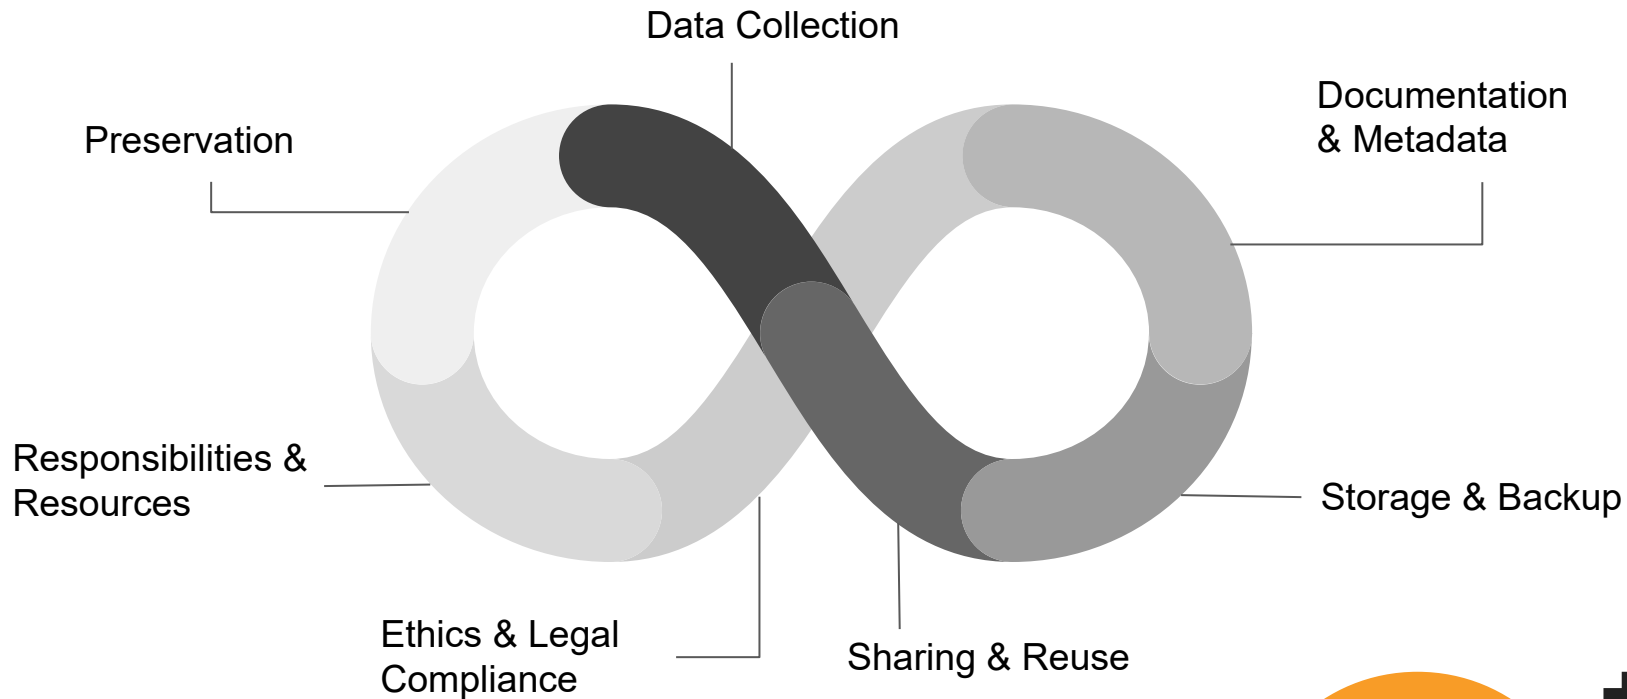 Data Collection
Documentation
& Metadata
Preservation
Responsibilities &
Resources
Storage & Backup
Ethics & Legal
Compliance
Sharing & Reuse